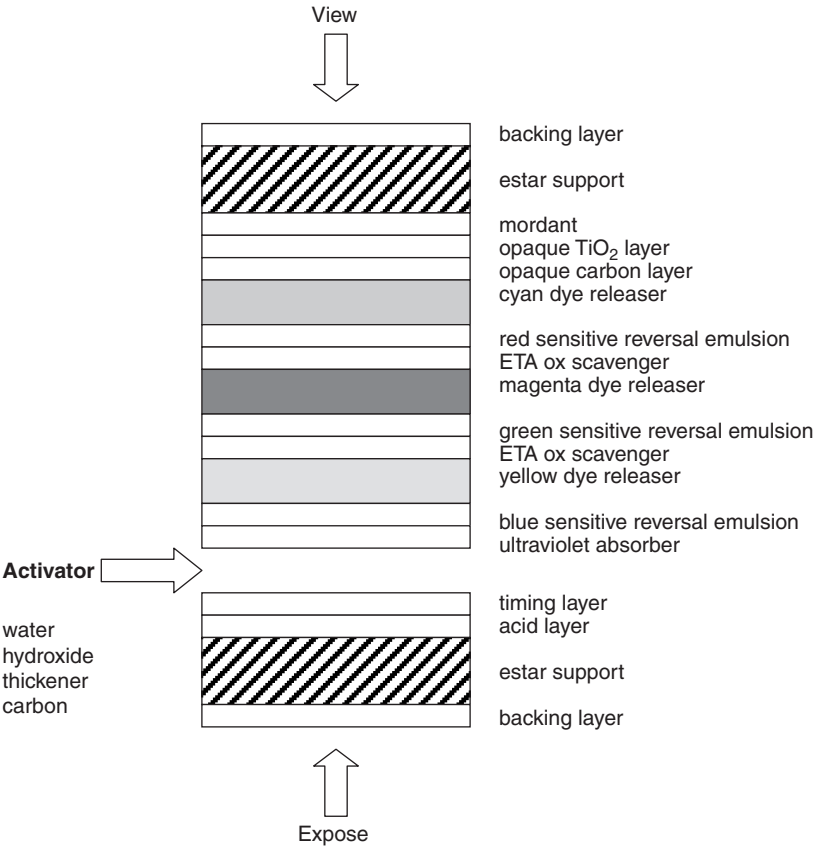 View
backing layer
estar support
mordant
opaque TiO₂ layer
opaque carbon layer
cyan dye releaser
red sensitive reversal emulsion
ETA ox scavenger
magenta dye releaser
green sensitive reversal emulsion
ETA ox scavenger
yellow dye releaser
blue sensitive reversal emulsion
ultraviolet absorber
Activator
water
hydroxide
thickener
carbon
timing layer
acid layer
estar support
backing layer
Expose